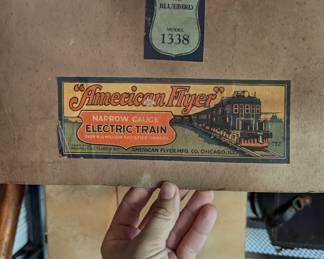 BLUEBIRD
MODEL
1338
"American Flyer"
NARROW GAUGE
ELECTRIC TRAIN
AMERICAN FLYER MFG. CO. CHICAGO, ILL.